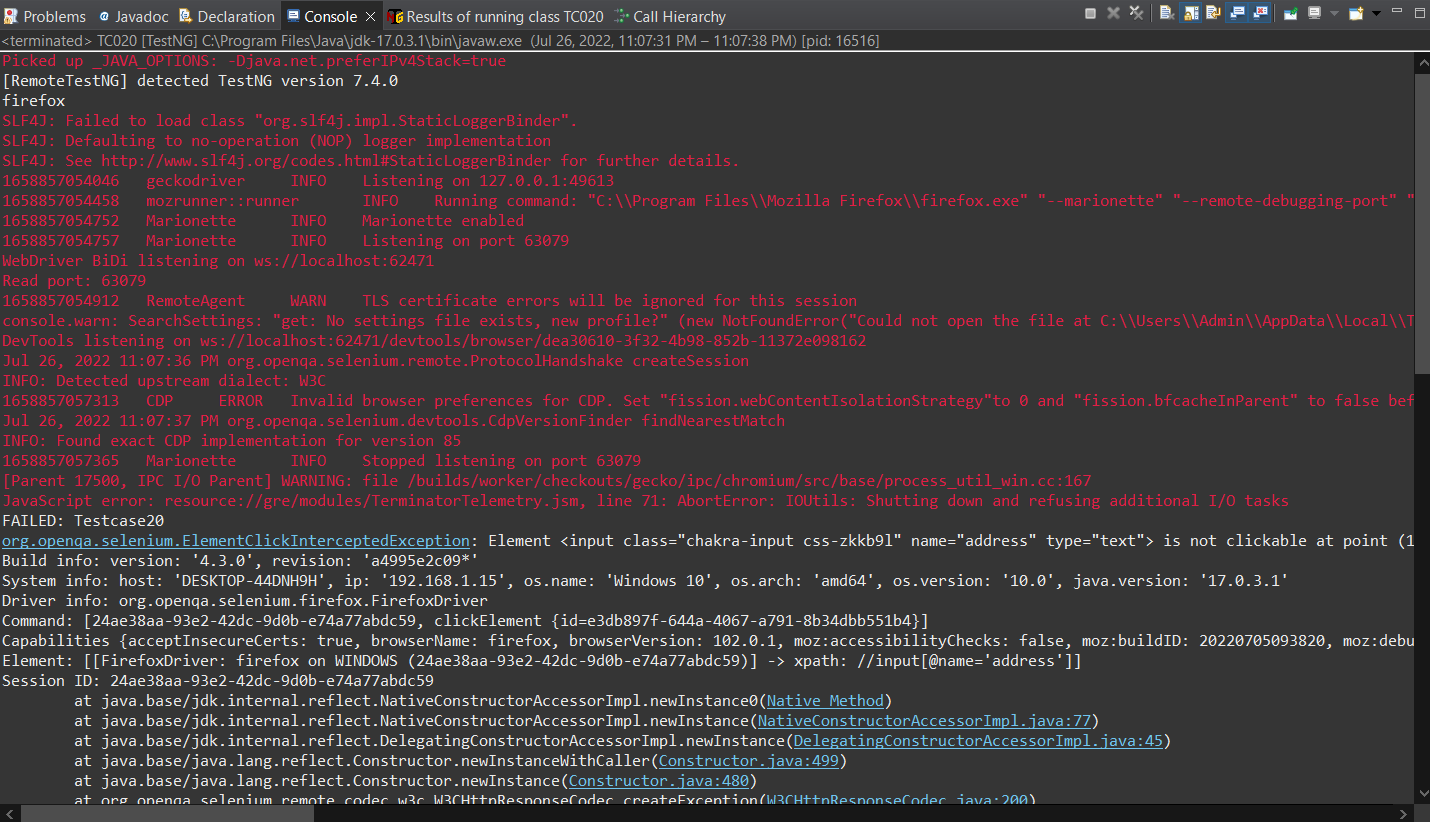 Problems @ Javadoc Declaration Console Results of running class TC020 Call Hierarchy
<terminated> TC020 [TestNG] C:\Program Files\Java\jdk-17.0.3.1\bin\javaw.exe (Jul 26, 2022, 11:07:31 PM – 11:07:38 PM) [pid: 16516]
Picked up _JAVA_OPTIONS: -Djava.net.preferIPv4Stack=true
[RemoteTestNG] detected TestNG version 7.4.0
firefox
SLF4J: Failed to load class "org.slf4j.impl.StaticLoggerBinder".
SLF4J: Defaulting to no-operation (NOP) logger implementation
SLF4J: See http://www.slf4j.org/codes.html#StaticLoggerBinder for further details.
1658857054046 geckodriver INFO Listening on 127.0.0.1:49613
1658857054458 mozrunner::runner INFO Running command: "C:\\Program Files\\Mozilla Firefox\\firefox.exe" "--marionette" "--remote-debugging-port" "
1658857054752 Marionette INFO Marionette enabled
1658857054757 Marionette INFO Listening on port 63079
WebDriver BiDi listening on ws://localhost:62471
Read port: 63079
1658857054912 RemoteAgent WARN TLS certificate errors will be ignored for this session
console.warn: SearchSettings: "get: No settings file exists, new profile?" (new NotFoundError("Could not open the file at C:\\Users\\Admin\\AppData\\Local\\T
DevTools listening on ws://localhost:62471/devtools/browser/dea30610-3f32-4b98-852b-11372e098162
Jul 26, 2022 11:07:36 PM org.openqa.selenium.remote.ProtocolHandshake createSession
INFO: Detected upstream dialect: W3C
1658857057313 CDP ERROR Invalid browser preferences for CDP. Set "fission.webContentIsolationStrategy"to 0 and "fission.bfcacheInParent" to false bef
Jul 26, 2022 11:07:37 PM org.openqa.selenium.devtools.CdpVersionFinder findNearestMatch
INFO: Found exact CDP implementation for version 85
1658857057365 Marionette INFO Stopped listening on port 63079
[Parent 17500, IPC I/O Parent] WARNING: file /builds/worker/checkouts/gecko/ipc/chromium/src/base/process_util_win.cc:167
JavaScript error: resource://gre/modules/TerminatorTelemetry.jsm, line 71: AbortError: IOUtils: Shutting down and refusing additional I/O tasks
FAILED: Testcase20
org.openqa.selenium.ElementClickInterceptedException: Element <input class="chakra-input css-zkkb9l" name="address" type="text"> is not clickable at point (1
Build info: version: '4.3.0', revision: 'a4995e2c09*'
System info: host: 'DESKTOP-44DNH9H', ip: '192.168.1.15', os.name: 'Windows 10', os.arch: 'amd64', os.version: '10.0', java.version: '17.0.3.1'
Driver info: org.openqa.selenium.firefox.FirefoxDriver
Command: [24ae38aa-93e2-42dc-9d0b-e74a77abdc59, clickElement {id=e3db897f-644a-4067-a791-8b34dbb551b4}]
Capabilities {acceptInsecureCerts: true, browserName: firefox, browserVersion: 102.0.1, moz:accessibilityChecks: false, moz:buildID: 20220705093820, moz:debu
Element: [[FirefoxDriver: firefox on WINDOWS (24ae38aa-93e2-42dc-9d0b-e74a77abdc59)] -> xpath: //input[@name='address']]
Session ID: 24ae38aa-93e2-42dc-9d0b-e74a77abdc59
at java.base/jdk.internal.reflect.NativeConstructorAccessorImpl.newInstance0(Native Method)
at java.base/jdk.internal.reflect.NativeConstructorAccessorImpl.newInstance(NativeConstructorAccessorImpl.java:77)
at java.base/jdk.internal.reflect.DelegatingConstructorAccessorImpl.newInstance(DelegatingConstructorAccessorImpl.java:45)
at java.base/java.lang.reflect.Constructor.newInstanceWithCaller(Constructor.java:499)
at java.base/java.lang.reflect.Constructor.newInstance(Constructor.java:480)
at org.openqa.selenium.remote.codec.w3c.W3CHttpResponseCodec.createException(W3CHttpResponseCodec.java:200)